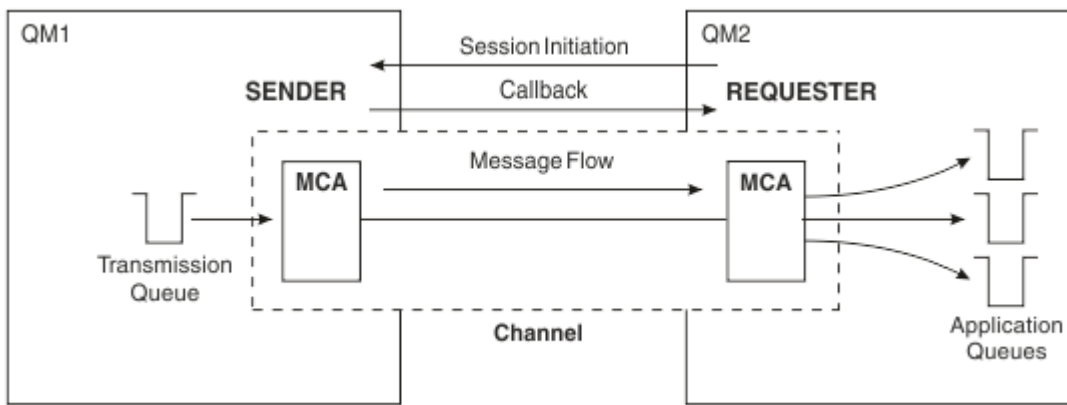 QM1
QM2
Session Initiation
SENDER
Callback
REQUESTER
Message Flow
MCA
MCA
Transmission
Queue
Channel
Application
Queues